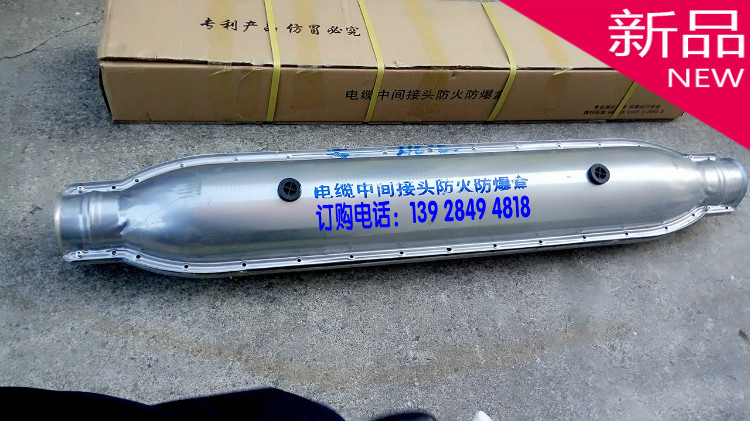 新品
NEW
专利产品 仿冒必究
电缆中间接头防火防爆盒
电缆中间接头防火防爆盒
订购电话：139 2849 4818